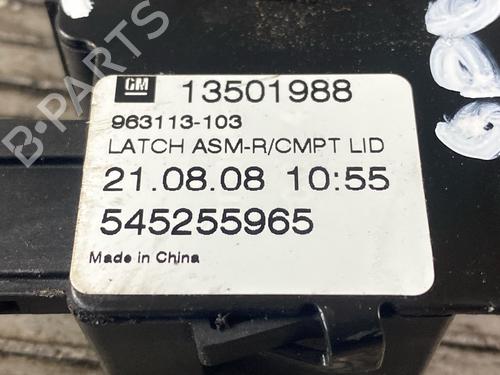 GM 13501988
963113-103
LATCH ASM-R/CMPT LID
21.08.08 10:55
545255965
Made in China
B-PARTS